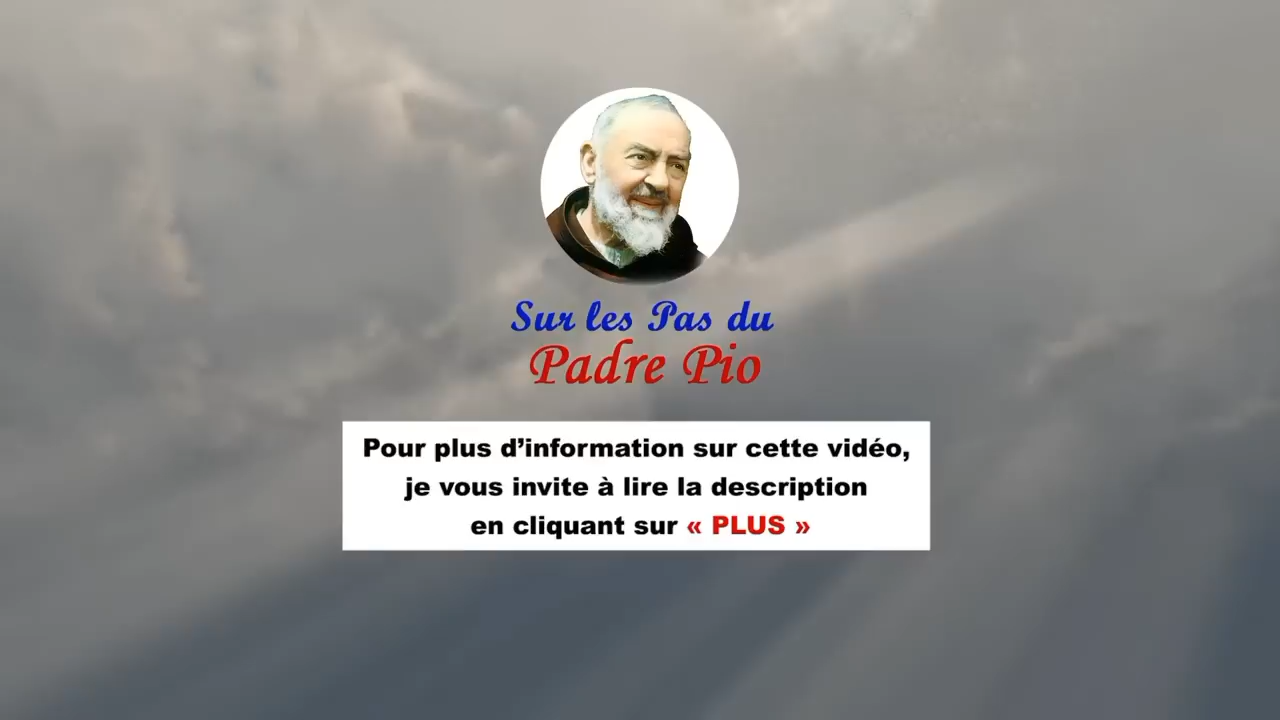 Sur les Pas du
Padre Pio
Pour plus d’information sur cette vidéo,
je vous invite à lire la description
en cliquant sur « PLUS »